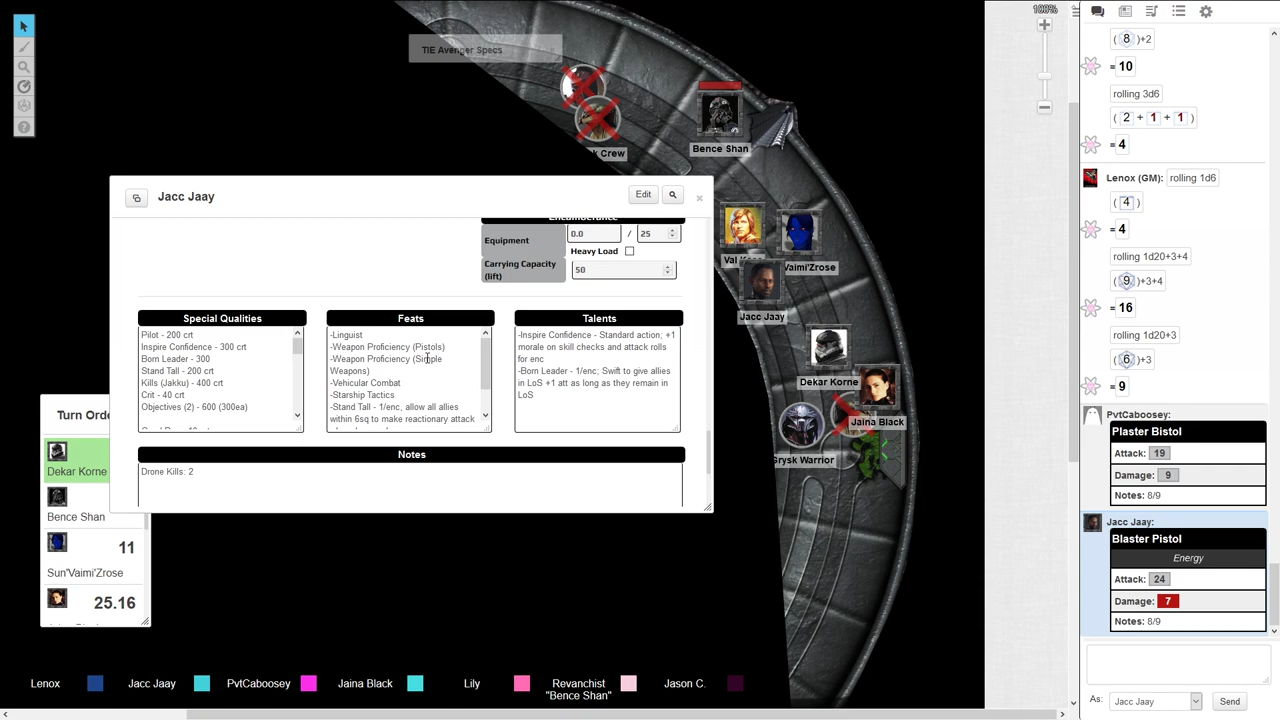 100%
TIE Avenger Specs
k Crew
Bence Shan
Vaimi'Zrose
Jacc Jaay
Dekar Korne
Jaina Black
Grysk Warrior
Jacc Jaay
Edit
Encumbrance
Equipment
0.0 / 25
Heavy Load
Carrying Capacity
(lift)
50
Special Qualities
Pilot - 200 crt
Inspire Confidence - 300 crt
Born Leader - 300
Stand Tall - 200 crt
Kills (Jakku) - 400 crt
Crit - 40 crt
Objectives (2) - 600 (300ea)
Feats
-Linguist
-Weapon Proficiency (Pistols)
-Weapon Proficiency (Simple
Weapons)
-Vehicular Combat
-Starship Tactics
-Stand Tall - 1/enc, allow all allies
within 6sq to make reactionary attack
Talents
-Inspire Confidence - Standard action; +1
morale on skill checks and attack rolls
for enc
-Born Leader - 1/enc; Swift to give allies
in LoS +1 att as long as they remain in
LoS
Notes
Drone Kills: 2
Turn Orde
Dekar Korne
Bence Shan
11
Sun'Vaimi'Zrose
25.16
Lenox
Jacc Jaay
PvtCaboosey
Jaina Black
Lily
Revanchist
"Bence Shan"
Jason C.
(8)+2
= 10
rolling 3d6
(2 + 1 + 1)
= 4
Lenox (GM): rolling 1d6
(4)
= 4
rolling 1d20+3+4
(9)+3+4
= 16
rolling 1d20+3
(6)+3
= 9
PvtCaboosey:
Plaster Bistol
Attack: 19
Damage: 9
Notes: 8/9
Jacc Jaay:
Blaster Pistol
Energy
Attack: 24
Damage: 7
Notes: 8/9
As: Jacc Jaay
Send